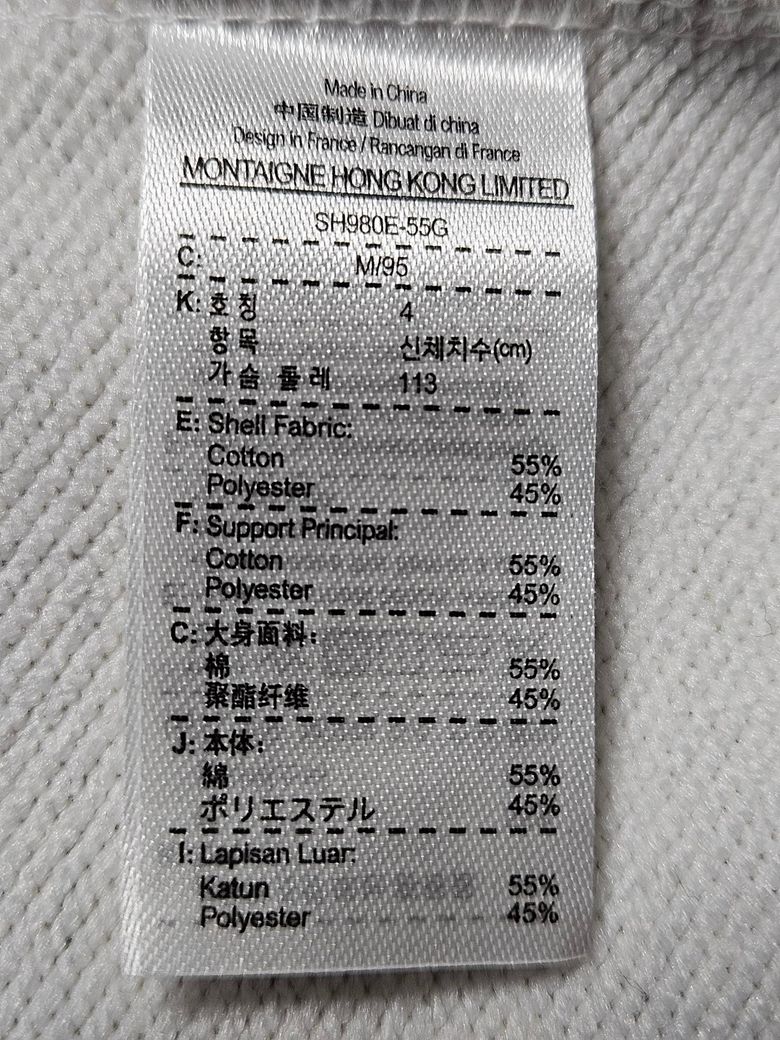 Made in China
中国制造 Dibuat di china
Design in France / Rancangan di France
MONTAIGNE HONG KONG LIMITED
SH980E-55G
C: M/95
K: 호칭 4
항목 신체치수(cm)
가슴 둘레 113
E: Shell Fabric:
Cotton 55%
Polyester 45%
F: Support Principal:
Cotton 55%
Polyester 45%
C: 大身面料：
棉 55%
聚酯纤维 45%
J: 本体：
綿 55%
ポリエステル 45%
I: Lapisan Luar:
Katun 55%
Polyester 45%